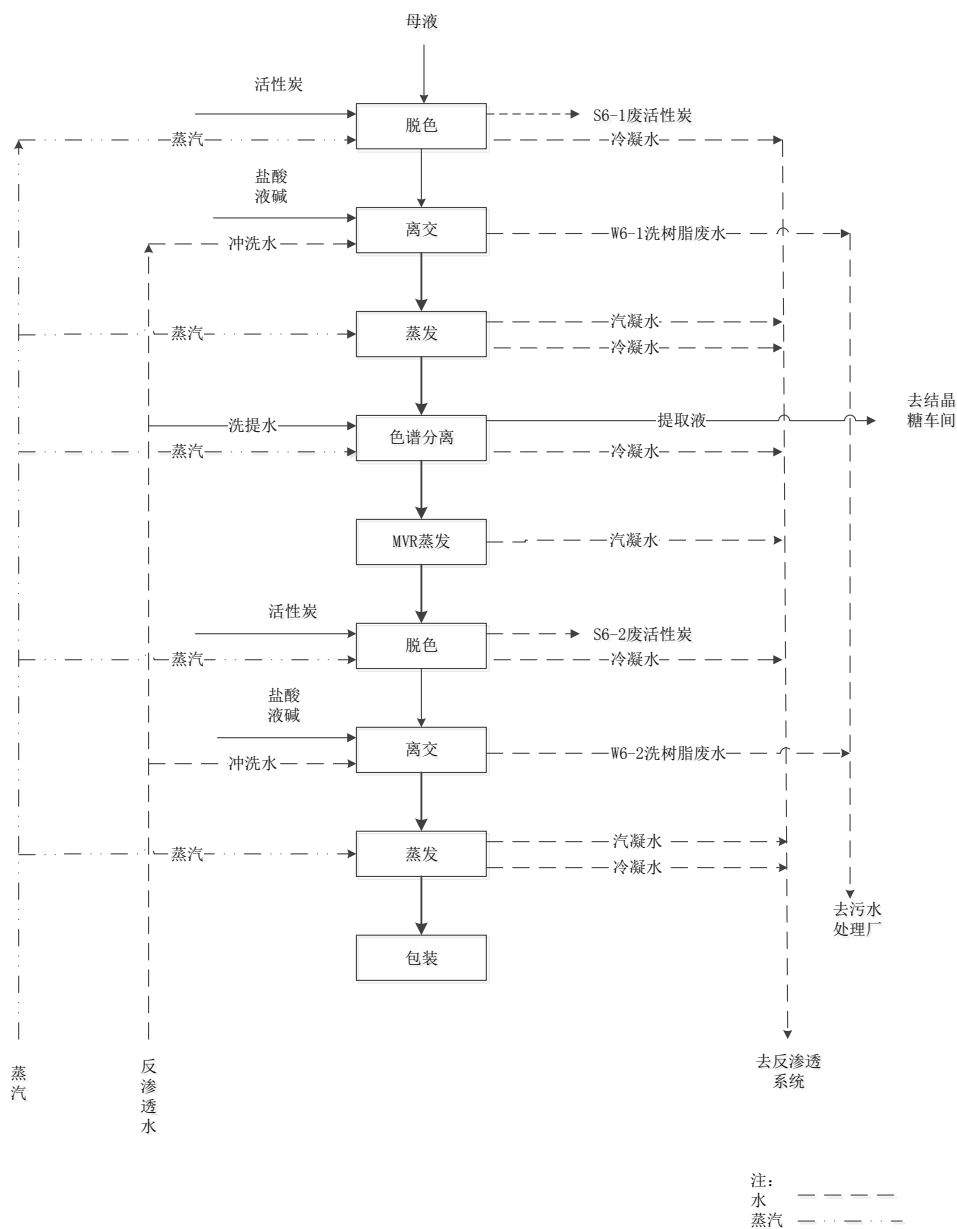 母液
活性炭
脱色
S6-1废活性炭
蒸汽
冷凝水
盐酸
液碱
离交
冲洗水
W6-1洗树脂废水
蒸汽
蒸发
汽凝水
冷凝水
洗提水
色谱分离
提取液
去结晶
糖车间
蒸汽
冷凝水
MVR蒸发
汽凝水
活性炭
脱色
S6-2废活性炭
蒸汽
冷凝水
盐酸
液碱
离交
冲洗水
W6-2洗树脂废水
蒸汽
蒸发
汽凝水
冷凝水
去污水
处理厂
包装
蒸汽
反渗透水
去反渗透
系统
注：
水
蒸汽